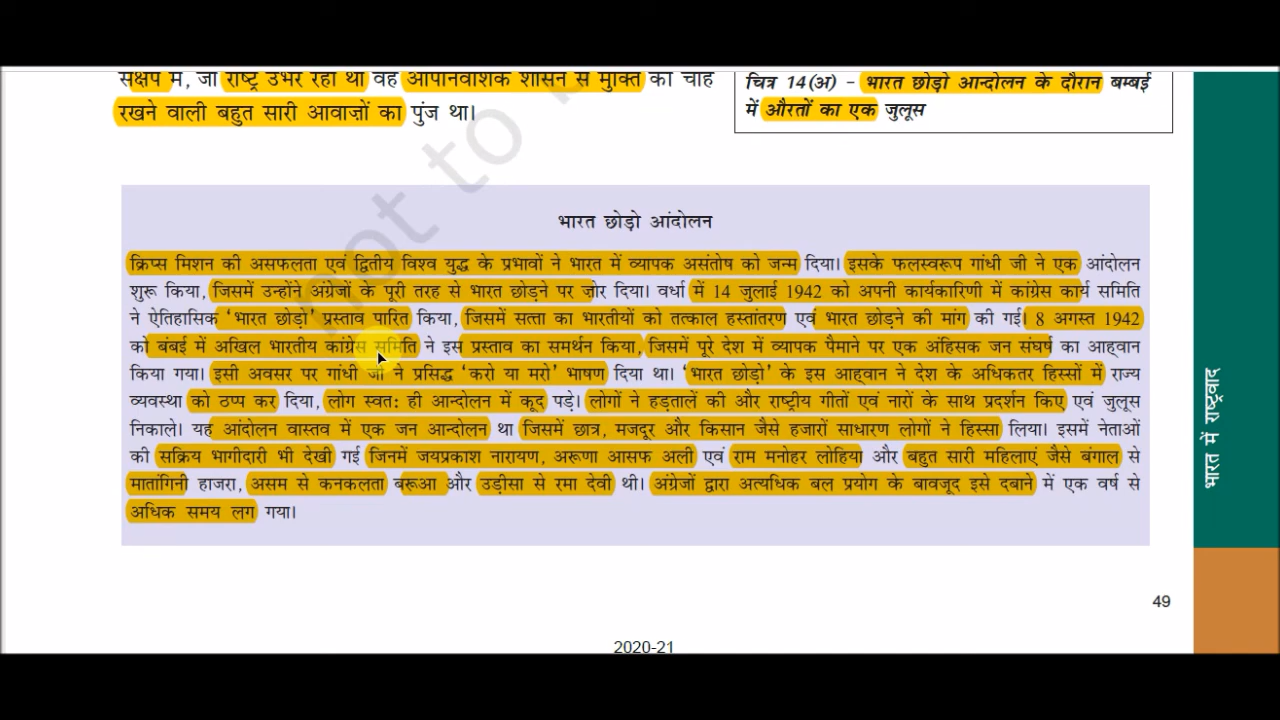 संक्षेप में, जो राष्ट्र उभर रहा था वह औपनिवेशिक शासन से मुक्ति की चाह
रखने वाली बहुत सारी आवाज़ों का पुंज था।
चित्र 14(अ) – भारत छोड़ो आन्दोलन के दौरान बम्बई
में औरतों का एक जुलूस
not to
भारत छोड़ो आंदोलन
क्रिप्स मिशन की असफलता एवं द्वितीय विश्व युद्ध के प्रभावों ने भारत में व्यापक असंतोष को जन्म दिया। इसके फलस्वरूप गांधी जी ने एक आंदोलन
शुरू किया, जिसमें उन्होंने अंग्रेजों के पूरी तरह से भारत छोड़ने पर ज़ोर दिया। वर्धा में 14 जुलाई 1942 को अपनी कार्यकारिणी में कांग्रेस कार्य समिति
ने ऐतिहासिक ‘भारत छोड़ो’ प्रस्ताव पारित किया, जिसमें सत्ता का भारतीयों को तत्काल हस्तांतरण एवं भारत छोड़ने की मांग की गई। 8 अगस्त 1942
को बंबई में अखिल भारतीय कांग्रेस समिति ने इस प्रस्ताव का समर्थन किया, जिसमें पूरे देश में व्यापक पैमाने पर एक अंहिसक जन संघर्ष का आह्वान
किया गया। इसी अवसर पर गांधी जी ने प्रसिद्ध ‘करो या मरो’ भाषण दिया था। ‘भारत छोड़ो’ के इस आह्वान ने देश के अधिकतर हिस्सों में राज्य
व्यवस्था को ठप्प कर दिया, लोग स्वत: ही आन्दोलन में कूद पड़े। लोगों ने हड़तालें की और राष्ट्रीय गीतों एवं नारों के साथ प्रदर्शन किए एवं जुलूस
निकाले। यह आंदोलन वास्तव में एक जन आन्दोलन था जिसमें छात्र, मजदूर और किसान जैसे हजारों साधारण लोगों ने हिस्सा लिया। इसमें नेताओं
की सक्रिय भागीदारी भी देखी गई जिनमें जयप्रकाश नारायण, अरूणा आसफ अली एवं राम मनोहर लोहिया और बहुत सारी महिलाएं जैसे बंगाल से
मातांगिनी हाजरा, असम से कनकलता बरूआ और उड़ीसा से रमा देवी थी। अंग्रेजों द्वारा अत्यधिक बल प्रयोग के बावजूद इसे दबाने में एक वर्ष से
अधिक समय लग गया।
भारत में राष्ट्रवाद
49
2020-21